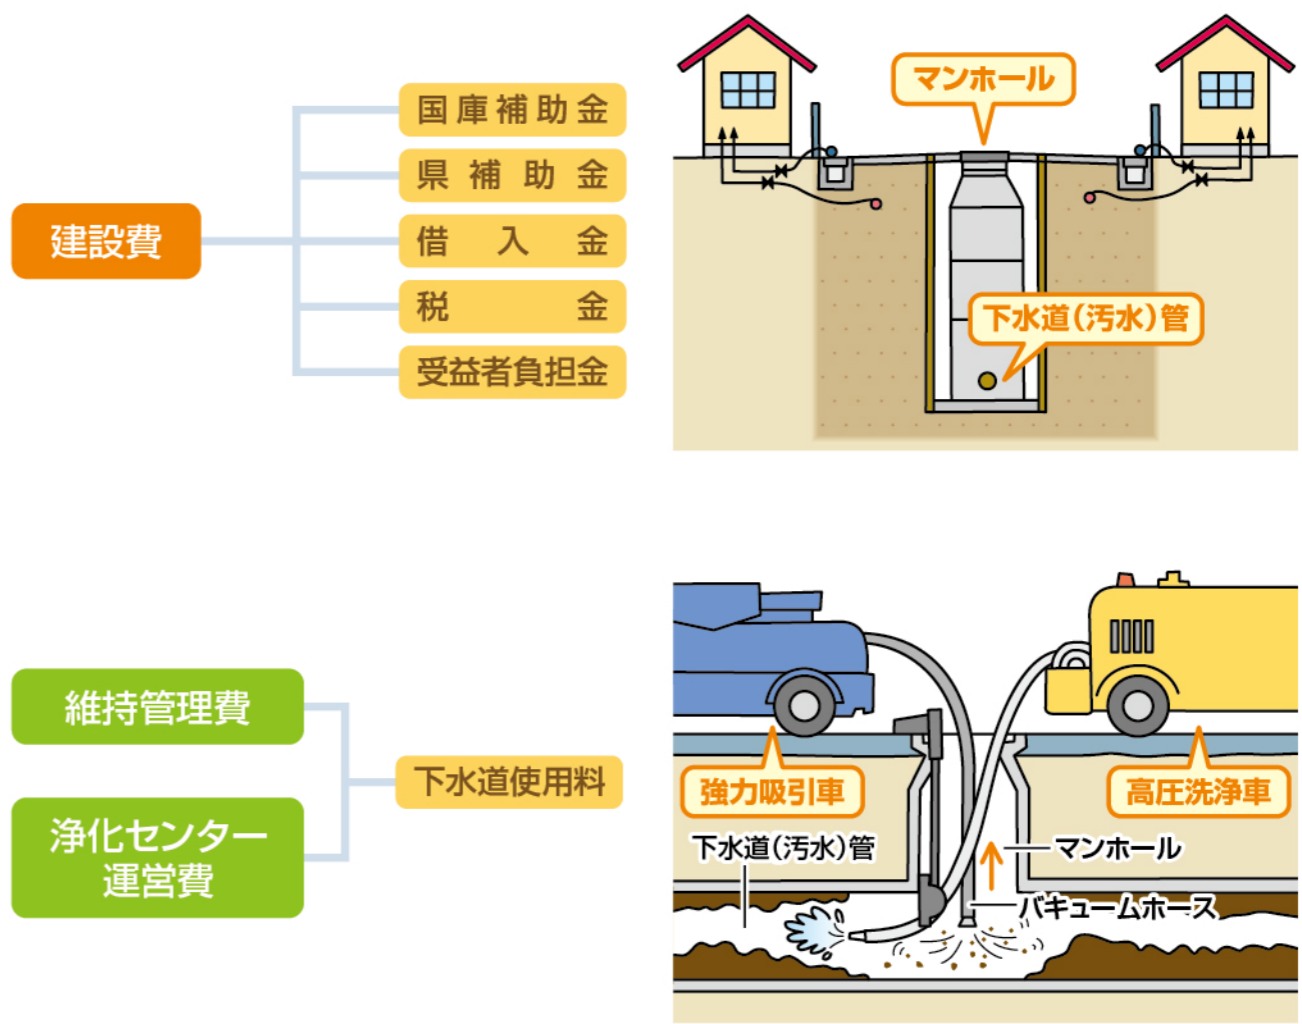 建設費
国庫補助金
県補助金
借入金
税金
受益者負担金
マンホール
下水道(汚水)管
維持管理費
浄化センター
運営費
下水道使用料
強力吸引車
高圧洗浄車
下水道(汚水)管
マンホール
バキュームホース